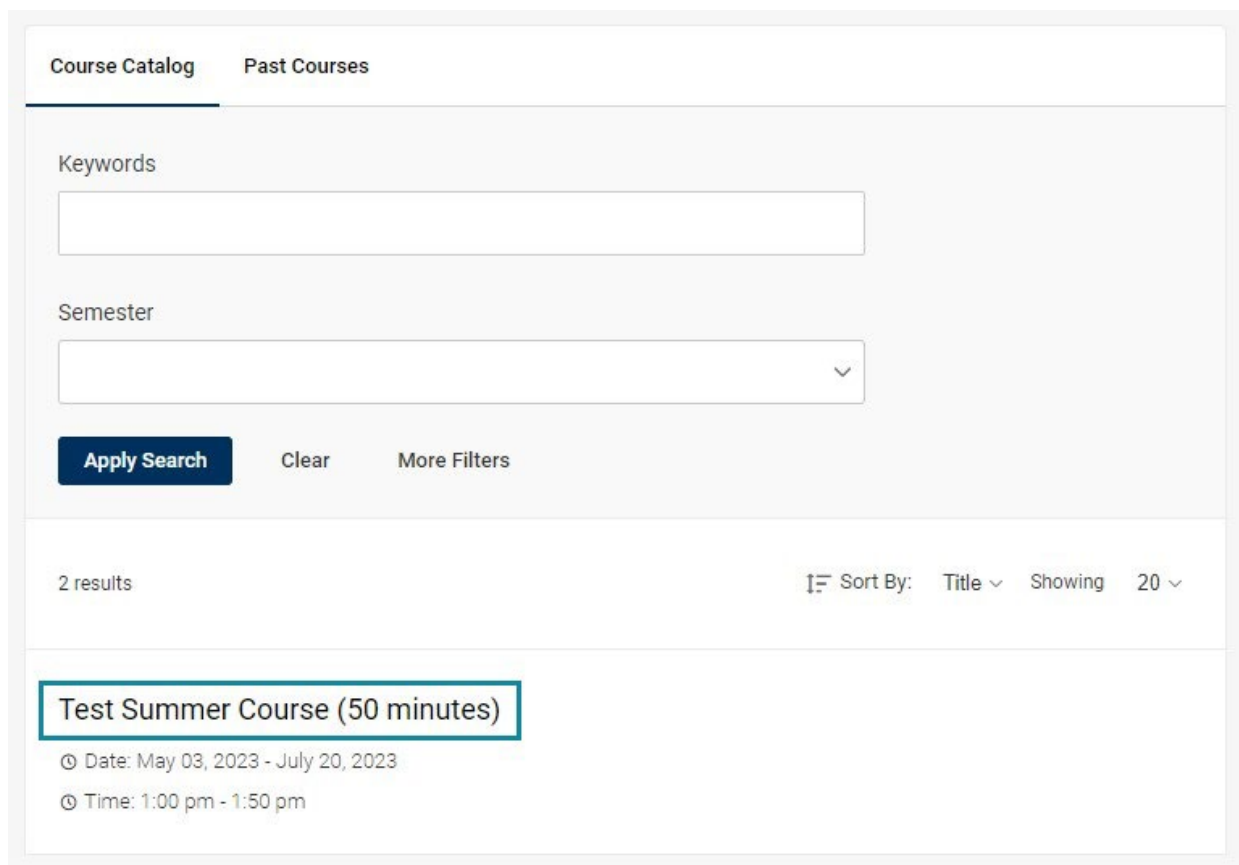 Course Catalog Past Courses
Keywords
Semester
Apply Search Clear More Filters
2 results Sort By: Title Showing 20
Test Summer Course (50 minutes)
Date: May 03, 2023 - July 20, 2023
Time: 1:00 pm - 1:50 pm